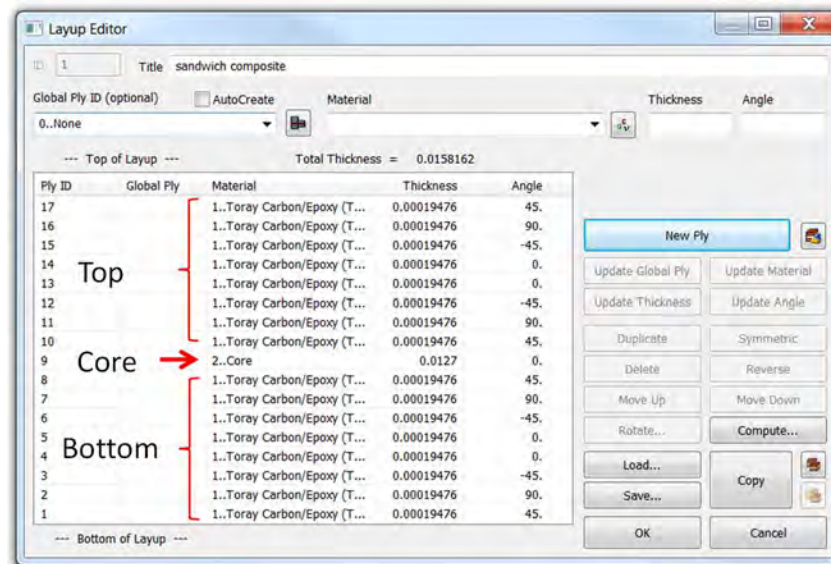 Layup Editor
ID 1 Title sandwich composite
Global Ply ID (optional) AutoCreate Material Thickness Angle
0..None
--- Top of Layup --- Total Thickness = 0.0158162
Ply ID Global Ply Material Thickness Angle
17 1..Toray Carbon/Epoxy (T... 0.00019476 45.
16 1..Toray Carbon/Epoxy (T... 0.00019476 90.
15 1..Toray Carbon/Epoxy (T... 0.00019476 -45.
14 1..Toray Carbon/Epoxy (T... 0.00019476 0.
Top
13 1..Toray Carbon/Epoxy (T... 0.00019476 0.
12 1..Toray Carbon/Epoxy (T... 0.00019476 -45.
11 1..Toray Carbon/Epoxy (T... 0.00019476 90.
10 1..Toray Carbon/Epoxy (T... 0.00019476 45.
Core
9 2..Core 0.0127 0.
8 1..Toray Carbon/Epoxy (T... 0.00019476 45.
7 1..Toray Carbon/Epoxy (T... 0.00019476 90.
6 1..Toray Carbon/Epoxy (T... 0.00019476 -45.
5 1..Toray Carbon/Epoxy (T... 0.00019476 0.
Bottom
4 1..Toray Carbon/Epoxy (T... 0.00019476 0.
3 1..Toray Carbon/Epoxy (T... 0.00019476 -45.
2 1..Toray Carbon/Epoxy (T... 0.00019476 90.
1 1..Toray Carbon/Epoxy (T... 0.00019476 45.
--- Bottom of Layup ---
New Ply
Update Global Ply Update Material
Update Thickness Update Angle
Duplicate Symmetric
Delete Reverse
Move Up Move Down
Rotate... Compute...
Load... Copy
Save...
OK Cancel